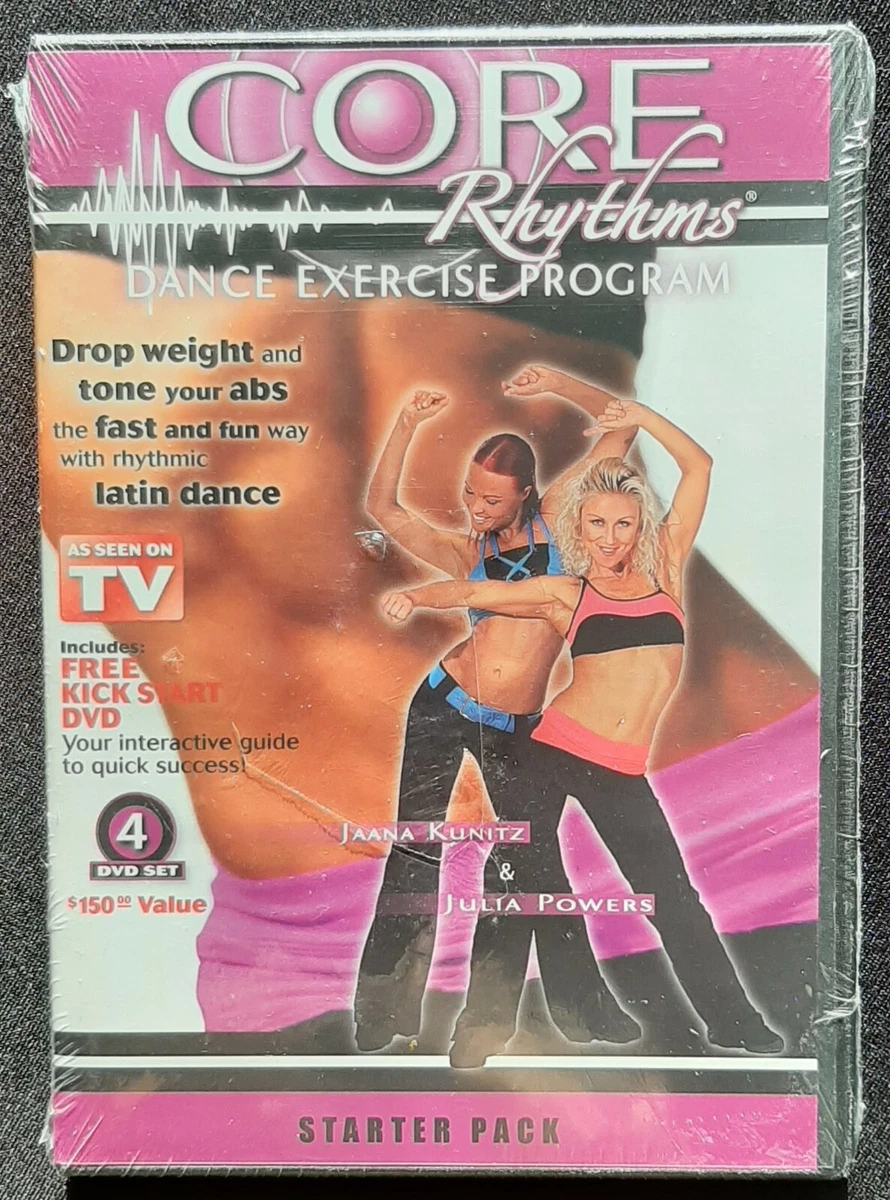 CORE
Rhythms®
DANCE EXERCISE PROGRAM
Drop weight and
tone your abs
the fast and fun way
with rhythmic
latin dance
AS SEEN ON
TV
Includes:
FREE
KICK START
DVD
Your interactive guide
to quick success!
4
DVD SET
$150⁰⁰ Value
JAANA KUNITZ
&
JULIA POWERS
STARTER PACK